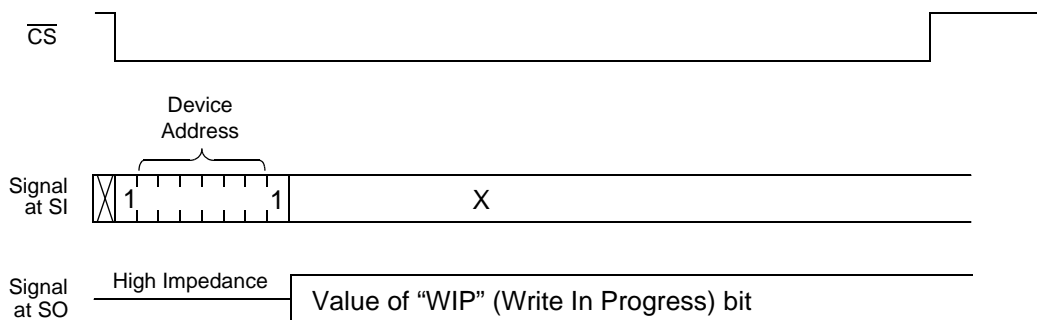 CS
Device
Address
Signal
at SI
1
1
X
Signal
at SO
High Impedance
Value of “WIP” (Write In Progress) bit